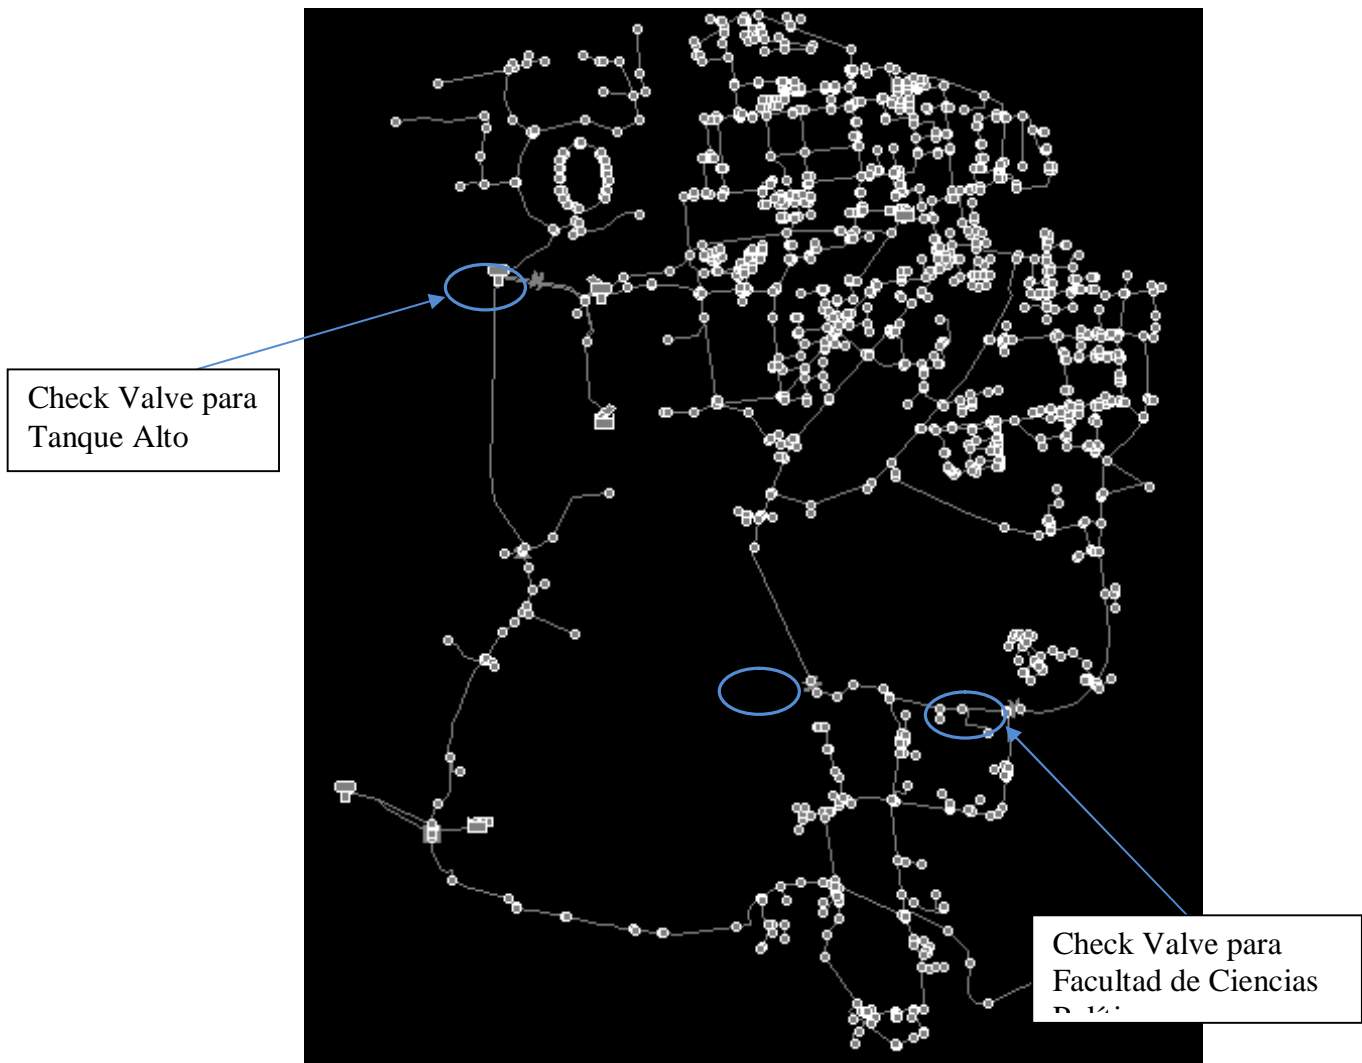 Check Valve para
Tanque Alto
Check Valve para
Facultad de Ciencias